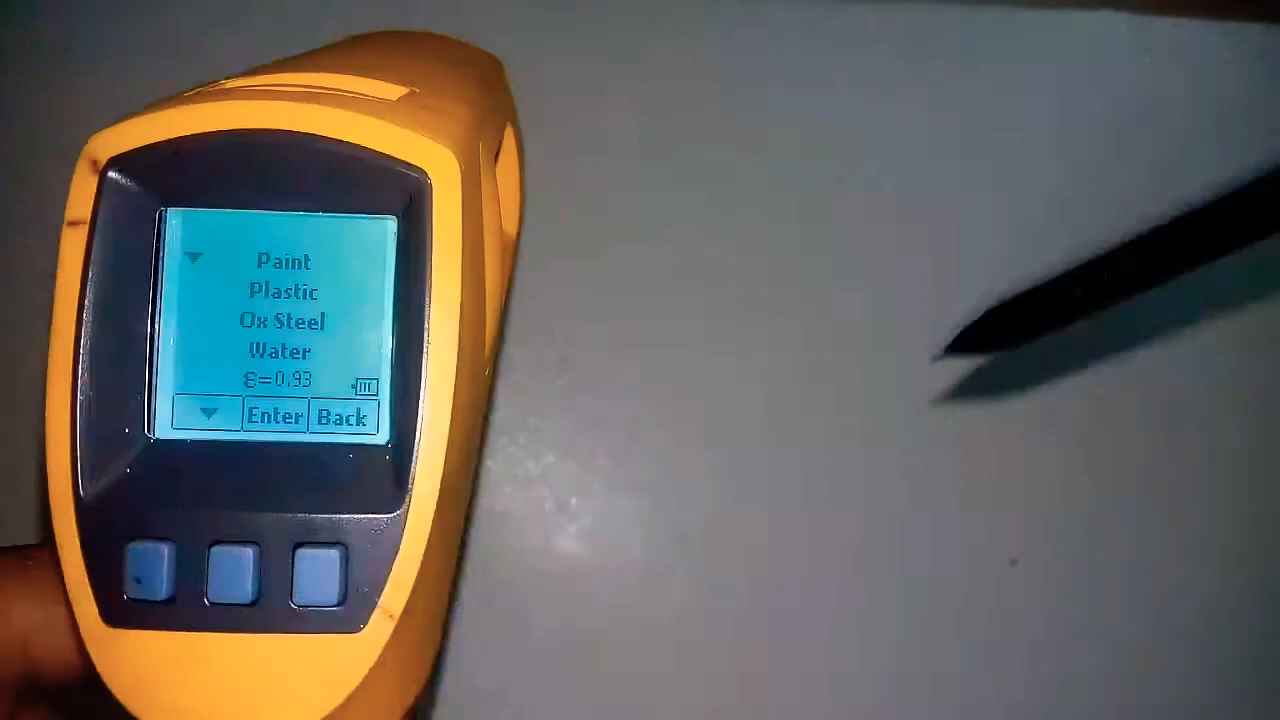 Paint
Plastic
Ox Steel
Water
ε=0.93
Enter Back